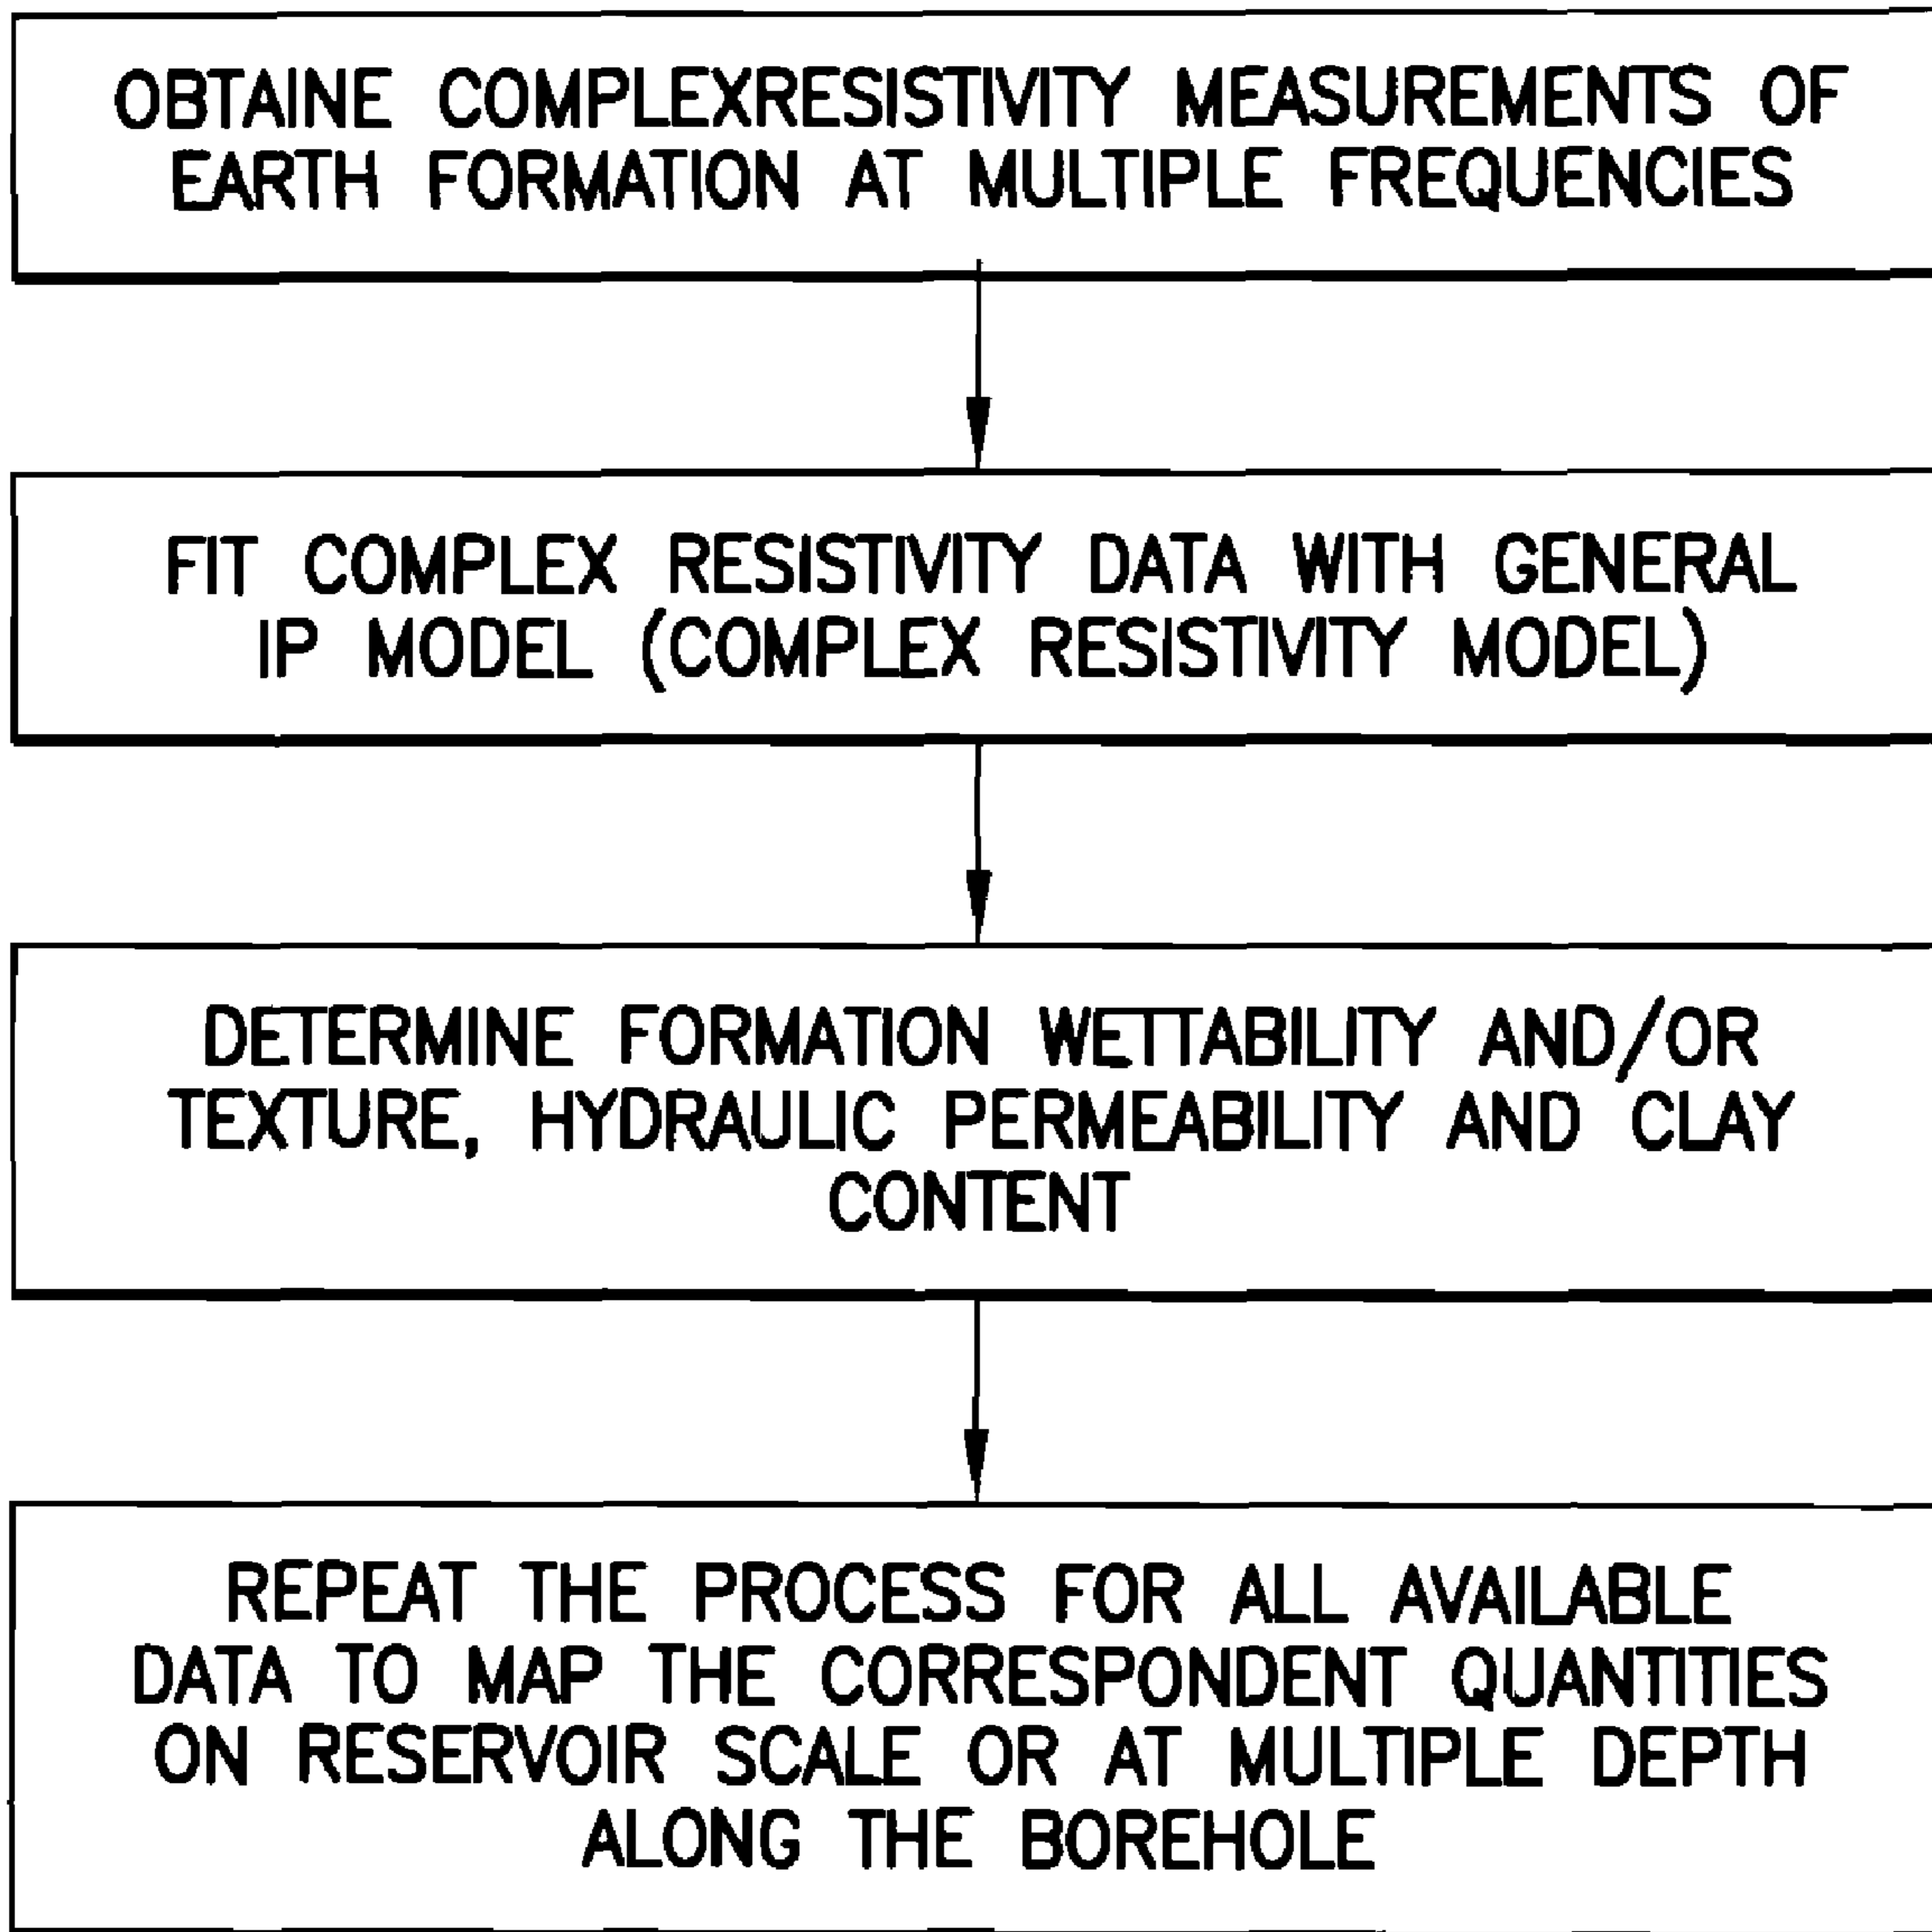 OBTAINE COMPLEXRESISTIVITY MEASUREMENTS OF
EARTH FORMATION AT MULTIPLE FREQUENCIES
FIT COMPLEX RESISTIVITY DATA WITH GENERAL
IP MODEL (COMPLEX RESISTIVITY MODEL)
DETERMINE FORMATION WETTABILITY AND/OR
TEXTURE, HYDRAULIC PERMEABILITY AND CLAY
CONTENT
REPEAT THE PROCESS FOR ALL AVAILABLE
DATA TO MAP THE CORRESPONDENT QUANTITIES
ON RESERVOIR SCALE OR AT MULTIPLE DEPTH
ALONG THE BOREHOLE